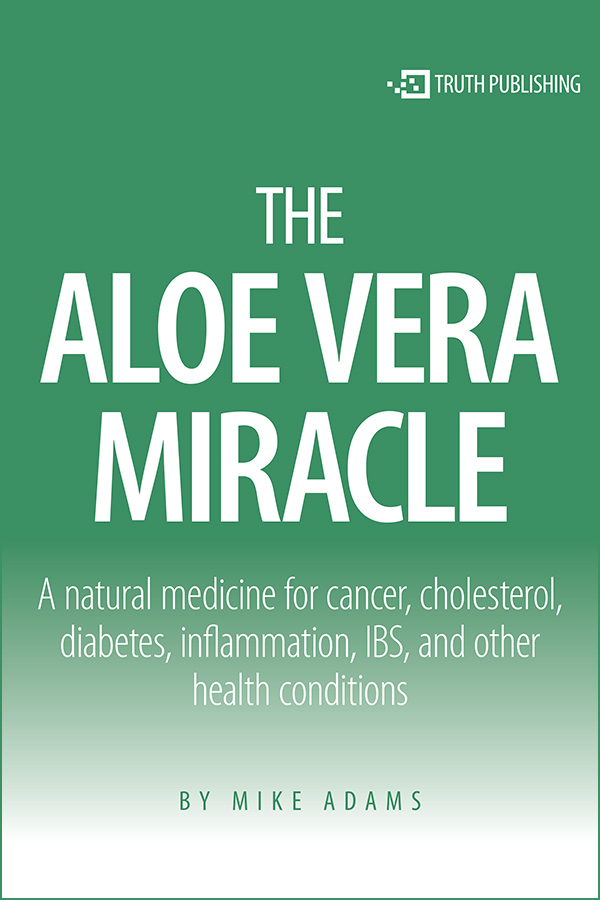 TRUTH PUBLISHING
THE
ALOE VERA
MIRACLE
A natural medicine for cancer, cholesterol,
diabetes, inflammation, IBS, and other
health conditions
BY MIKE ADAMS